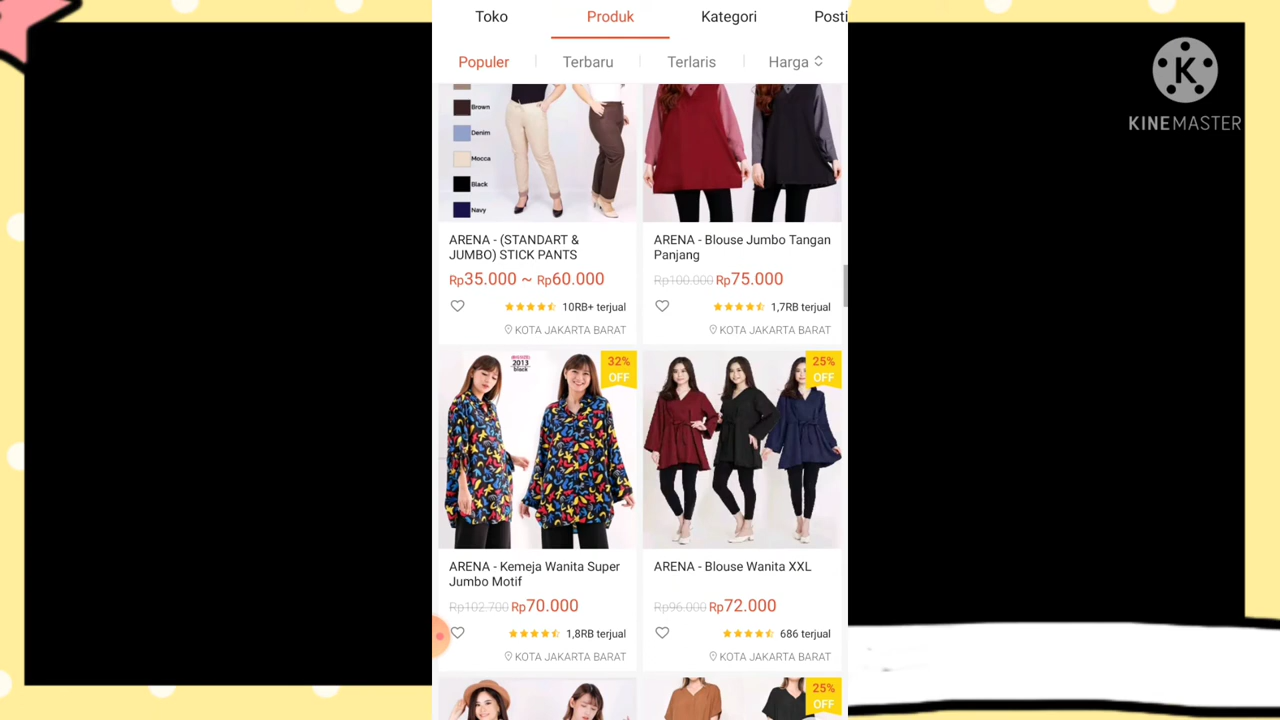 Toko
Produk
Kategori
Posti
Populer
Terbaru
Terlaris
Harga
Brown
Denim
Mocca
Black
Navy
ARENA - (STANDART &
JUMBO) STICK PANTS
Rp35.000 ~ Rp60.000
10RB+ terjual
KOTA JAKARTA BARAT
ARENA - Blouse Jumbo Tangan
Panjang
Rp100.000 Rp75.000
1,7RB terjual
KOTA JAKARTA BARAT
2013
black
32%
OFF
ARENA - Kemeja Wanita Super
Jumbo Motif
Rp102.700 Rp70.000
1,8RB terjual
KOTA JAKARTA BARAT
25%
OFF
ARENA - Blouse Wanita XXL
Rp96.000 Rp72.000
686 terjual
KOTA JAKARTA BARAT
25%
OFF
K
KINEMASTER